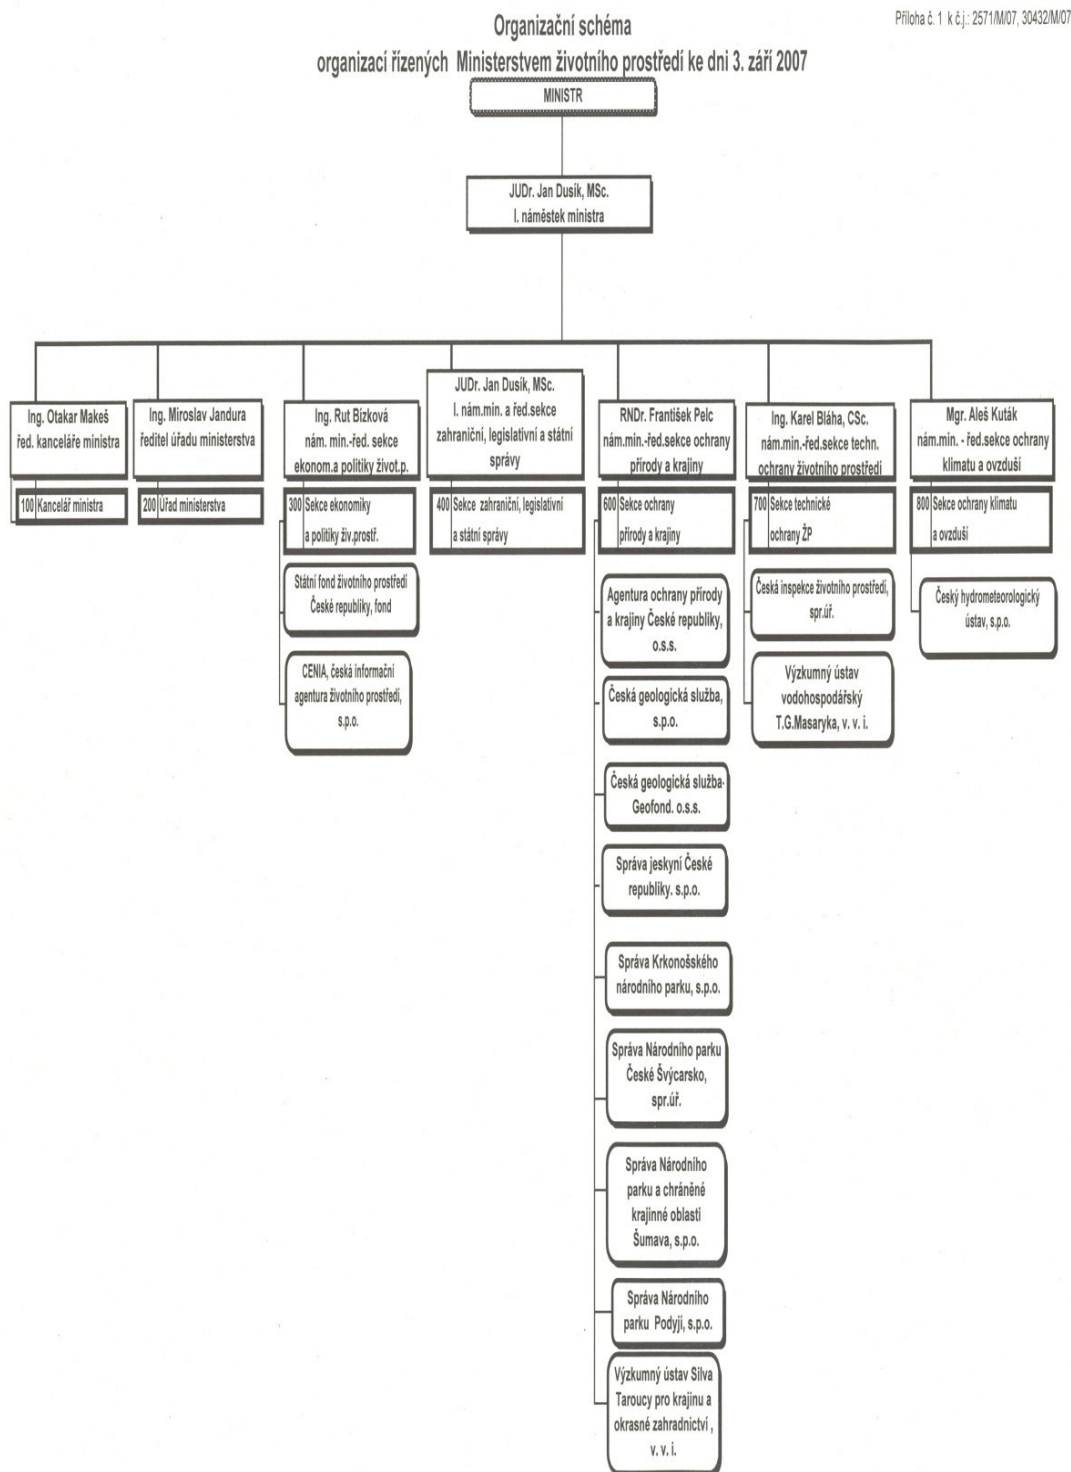 Příloha č. 1 k č.j.: 2571/M/07, 30432/M/07
Organizační schéma
organizací řízených Ministerstvem životního prostředí ke dni 3. září 2007
MINISTR
JUDr. Jan Dusík, MSc.
I. náměstek ministra
Ing. Otakar Makeš
řed. kanceláře ministra
100 Kancelář ministra
Ing. Miroslav Jandura
ředitel úřadu ministerstva
200 Úřad ministerstva
Ing. Rut Bízková
nám. min.-řed. sekce
ekonom.a politiky život.p.
300 Sekce ekonomiky
a politiky živ.prostř.
Státní fond životního prostředí
České republiky, fond
CENIA, česká informační
agentura životního prostředí,
s.p.o.
JUDr. Jan Dusík, MSc.
I. nám.min. a řed.sekce
zahraniční, legislativní a státní
správy
400 Sekce zahraniční, legislativní
a státní správy
RNDr. František Pelc
nám.min.-řed.sekce ochrany
přírody a krajiny
600 Sekce ochrany
přírody a krajiny
Agentura ochrany přírody
a krajiny České republiky,
o.s.s.
Česká geologická služba,
s.p.o.
Česká geologická služba-
Geofond. o.s.s.
Správa jeskyní České
republiky. s.p.o.
Správa Krkonošského
národního parku, s.p.o.
Správa Národního parku
České Švýcarsko,
spr.úř.
Správa Národního
parku a chráněné
krajinné oblasti
Šumava, s.p.o.
Správa Národního
parku Podyjí, s.p.o.
Výzkumný ústav Silva
Taroucy pro krajinu a
okrasné zahradnictví ,
v. v. i.
Ing. Karel Bláha, CSc.
nám.min.-řed.sekce techn.
ochrany životního prostředí
700 Sekce technické
ochrany ŽP
Česká inspekce životního prostředí,
spr.úř.
Výzkumný ústav
vodohospodářský
T.G.Masaryka, v. v. i.
Mgr. Aleš Kuták
nám.min. - řed.sekce ochrany
klimatu a ovzduší
800 Sekce ochrany klimatu
a ovzduší
Český hydrometeorologický
ústav, s.p.o.